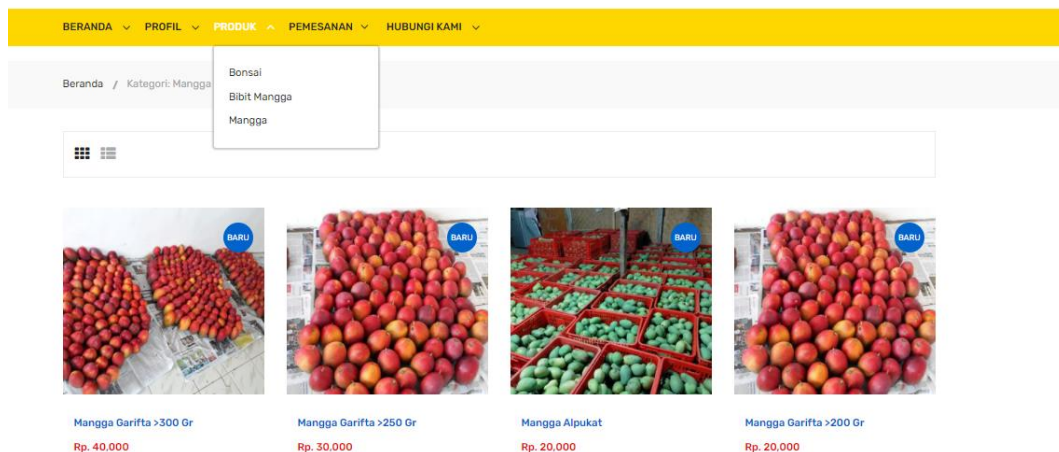 BERANDA PROFIL PRODUK PEMESANAN HUBUNGI KAMI
Bonsai
Bibit Mangga
Mangga
Beranda / Kategori: Mangga
BARU BARU BARU BARU
Mangga Garifta >300 Gr
Rp. 40,000
Mangga Garifta >250 Gr
Rp. 30,000
Mangga Alpukat
Rp. 20,000
Mangga Garifta >200 Gr
Rp. 20,000